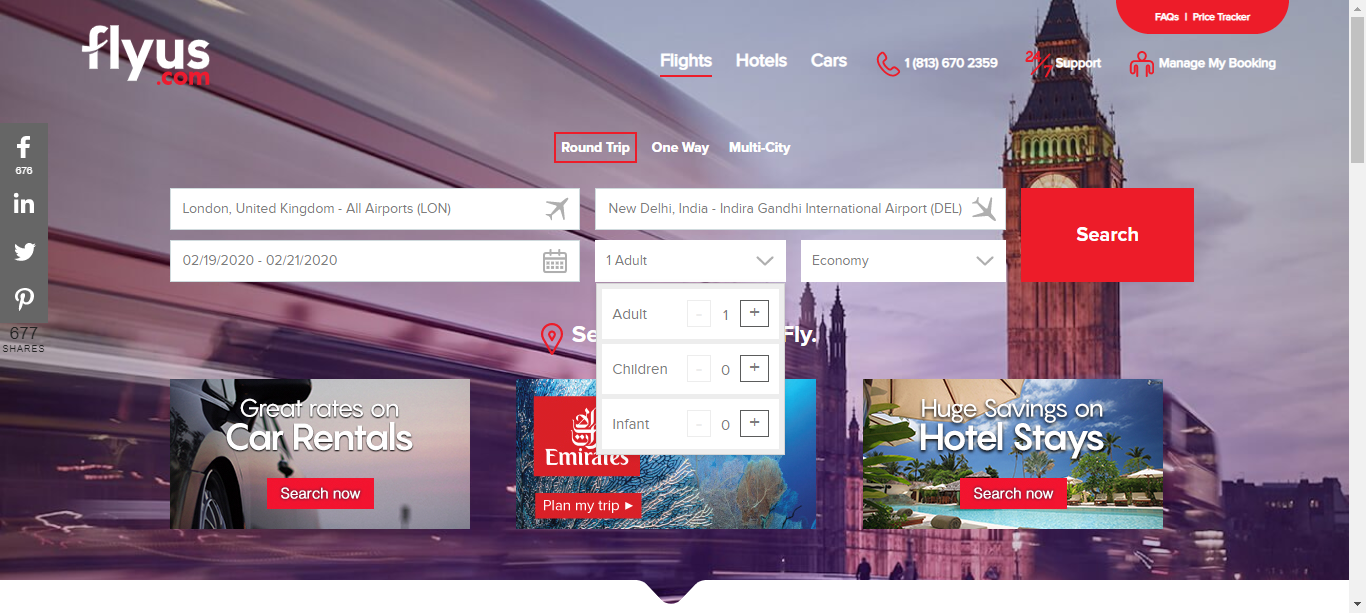 FAQs | Price Tracker
flyus
.com
Flights Hotels Cars 1 (813) 670 2359 24/7 Support Manage My Booking
676
677
SHARES
Round Trip One Way Multi-City
London, United Kingdom - All Airports (LON)
New Delhi, India - Indira Gandhi International Airport (DEL)
02/19/2020 - 02/21/2020
1 Adult
Economy
Search
Adult - 1 +
Children - 0 +
Infant - 0 +
Fly.
Great rates on
Car Rentals
Search now
Emirates
Plan my trip ►
Huge Savings on
Hotel Stays
Search now